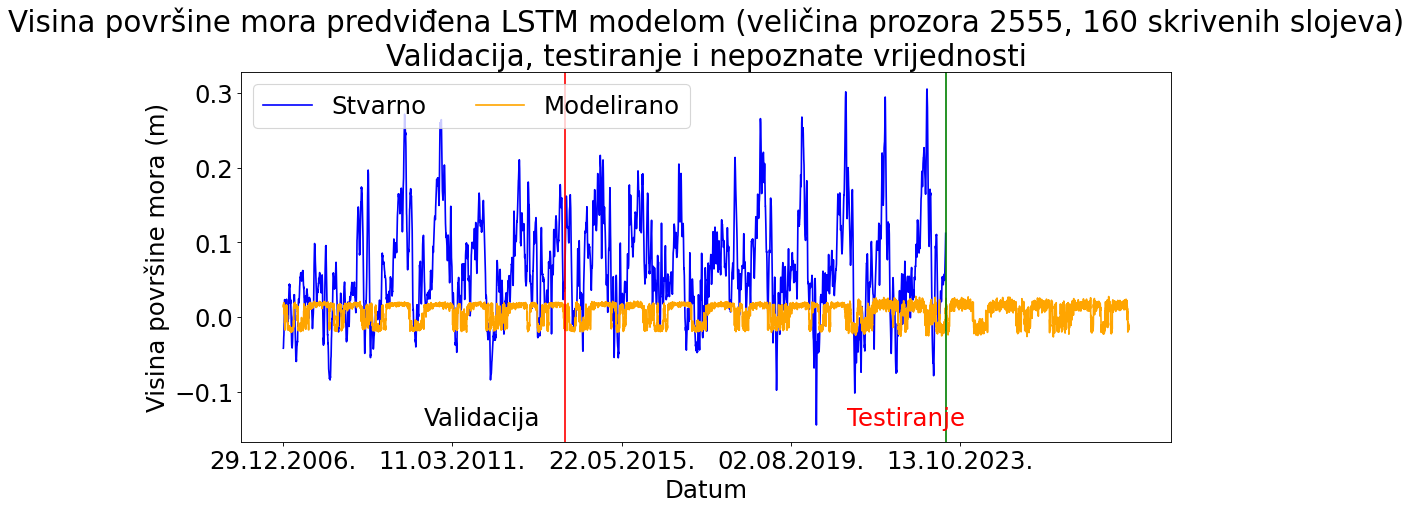 Visina površine mora predviđena LSTM modelom (veličina prozora 2555, 160 skrivenih slojeva)
Validacija, testiranje i nepoznate vrijednosti
Stvarno
Modelirano
Visina površine mora (m)
0.3
0.2
0.1
0.0
−0.1
Validacija
Testiranje
29.12.2006.
11.03.2011.
22.05.2015.
02.08.2019.
13.10.2023.
Datum